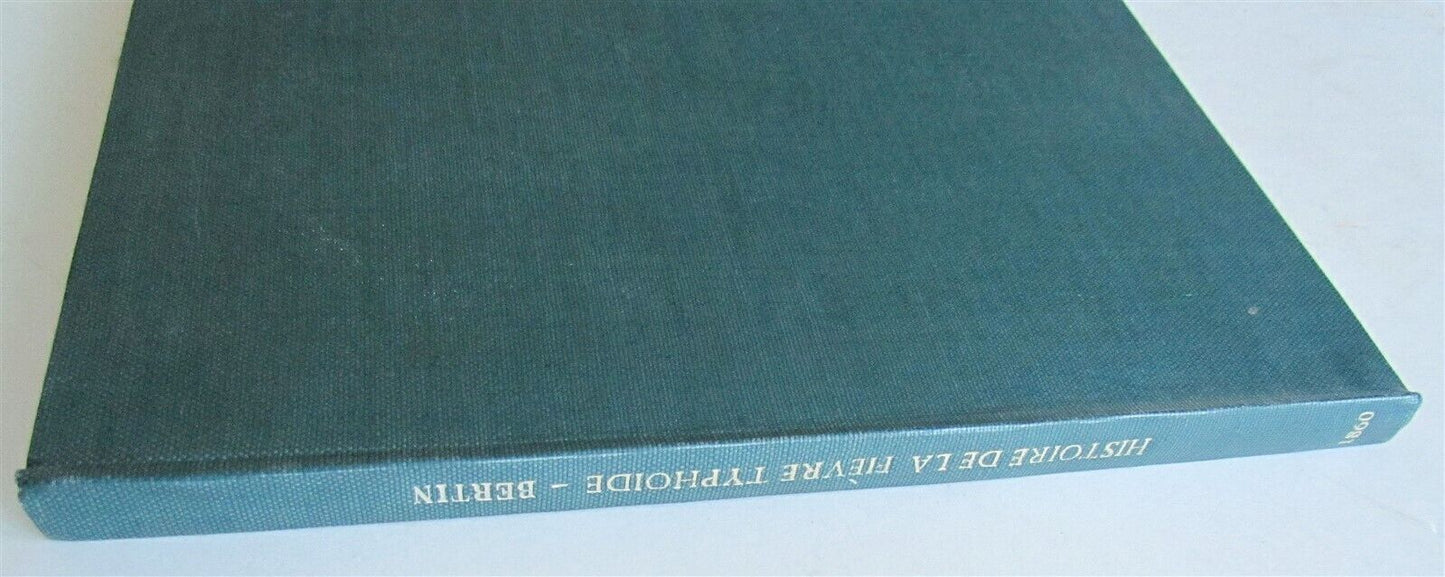 HISTOIRE DE LA FIÈVRE TYPHOIDE – BERTIN
1860